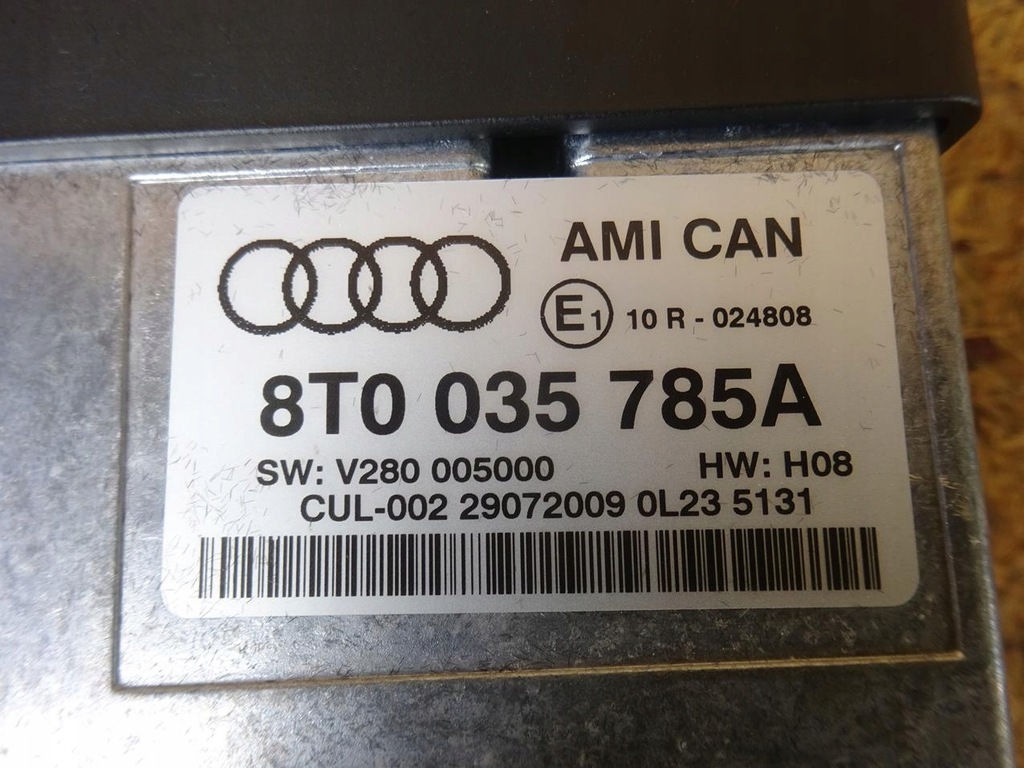 AMI CAN
E1 10 R - 024808
8T0 035 785A
SW: V280 005000 HW: H08
CUL-002 29072009 0L23 5131